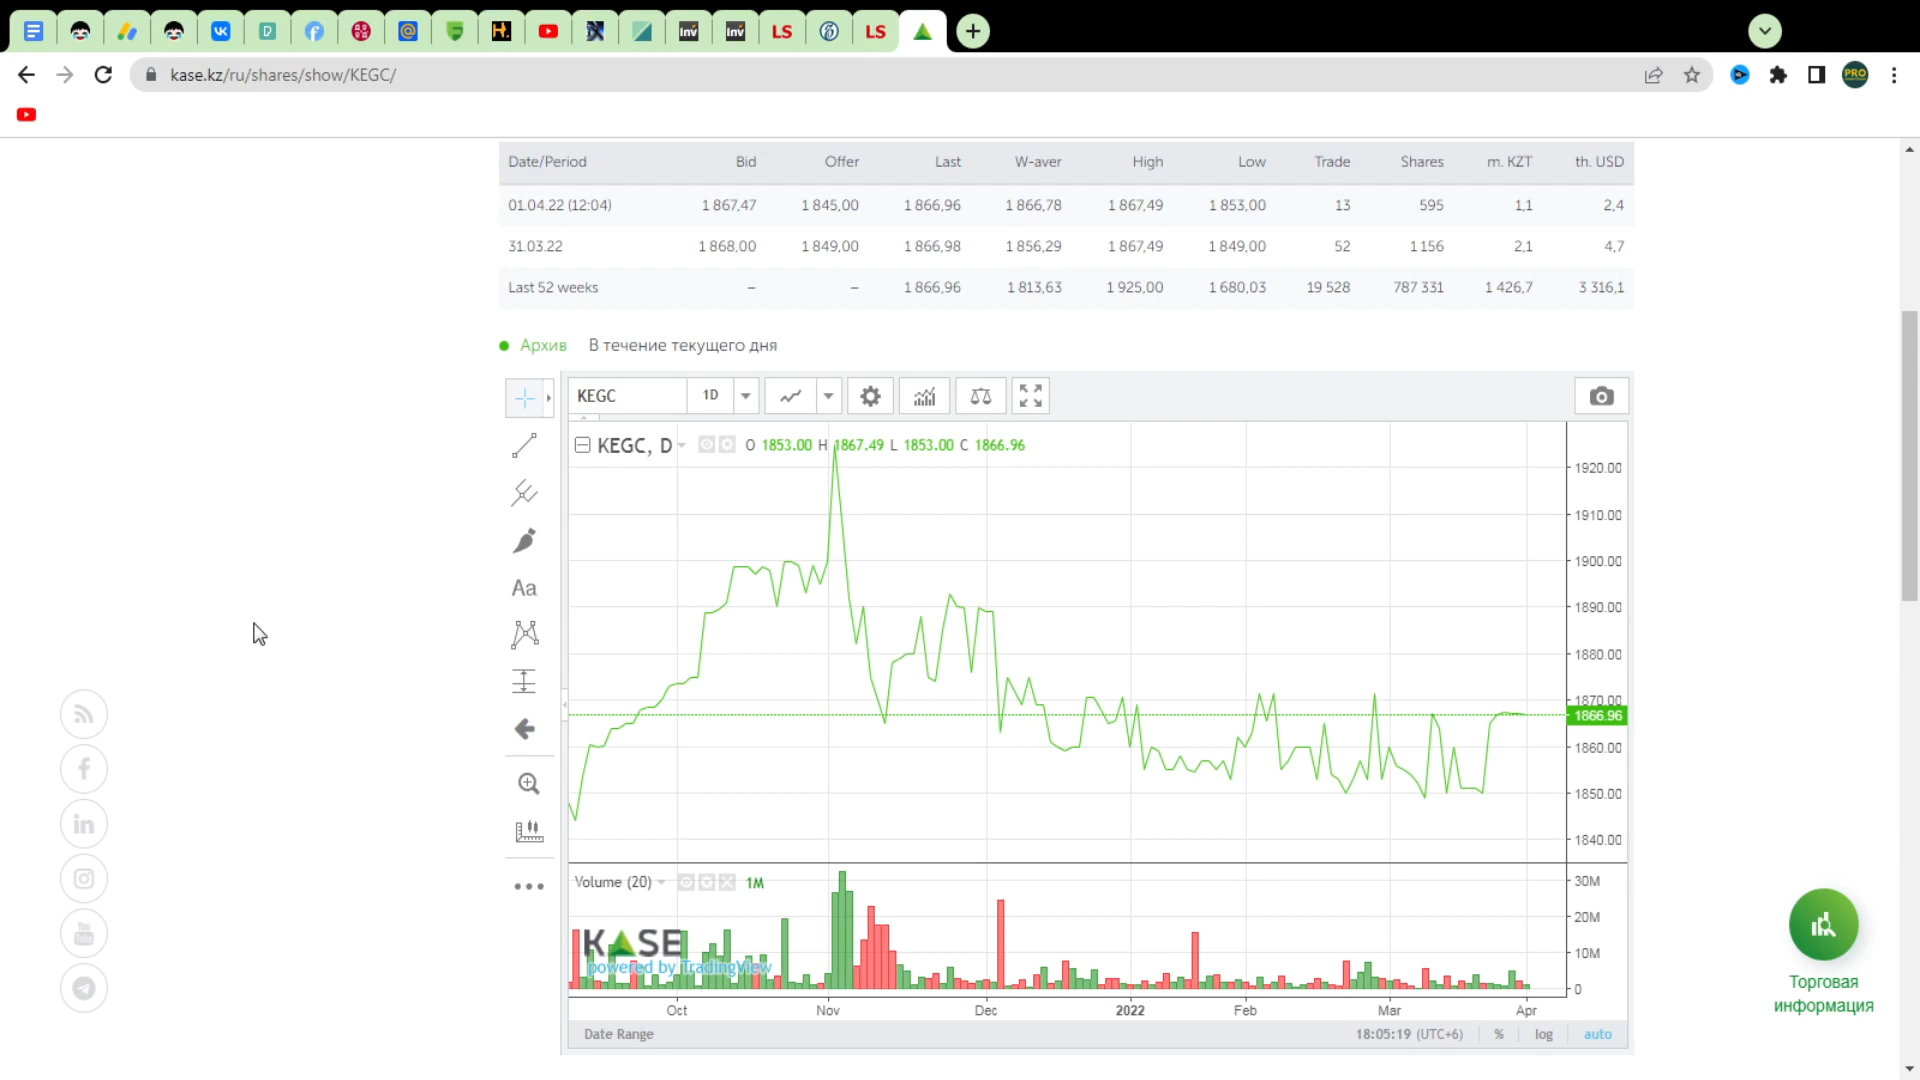 Inv
Inv
LS
LS
kase.kz/ru/shares/show/KEGC/
PRO
Date/Period Bid Offer Last W-aver High Low Trade Shares m. KZT th. USD
01.04.22 (12:04) 1 867,47 1 845,00 1 866,96 1 866,78 1 867,49 1 853,00 13 595 1,1 2,4
31.03.22 1 868,00 1 849,00 1 866,98 1 856,29 1 867,49 1 849,00 52 1 156 2,1 4,7
Last 52 weeks – – 1 866,96 1 813,63 1 925,00 1 680,03 19 528 787 331 1 426,7 3 316,1
Архив В течение текущего дня
KEGC 1D
KEGC, D O 1853.00 H 1867.49 L 1853.00 C 1866.96
1920.00
1910.00
1900.00
1890.00
1880.00
1870.00
1866.96
1860.00
1850.00
1840.00
Aa
Volume (20) 1M
30M
20M
10M
0
KASE
powered by TradingView
Oct Nov Dec 2022 Feb Mar Apr
Date Range 18:05:19 (UTC+6) % log auto
Торговая
информация